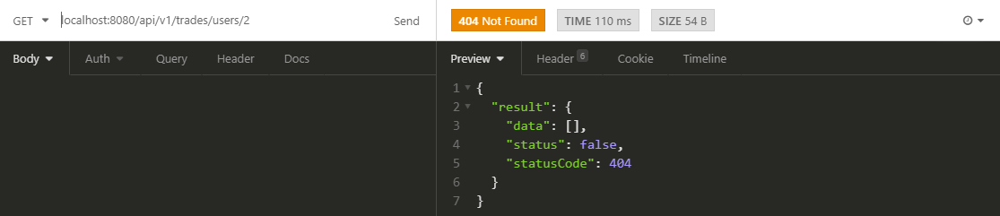 GET localhost:8080/api/v1/trades/users/2 Send 404 Not Found TIME 110 ms SIZE 54 B
Body Auth Query Header Docs Preview Header 6 Cookie Timeline
1 {
2 "result": {
3 "data": [],
4 "status": false,
5 "statusCode": 404
6 }
7 }